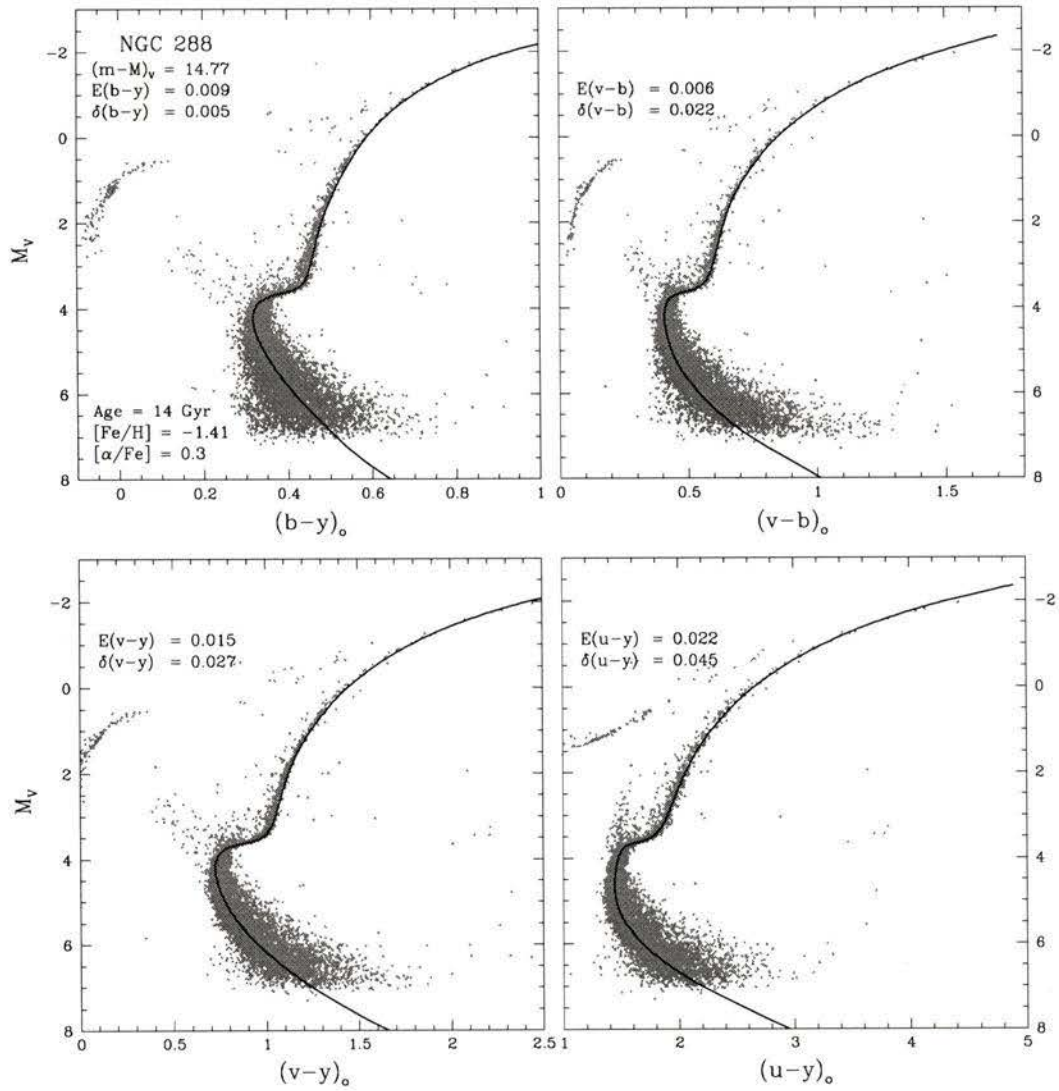 NGC 288
(m−M)ᵥ = 14.77
E(b−y) = 0.009
δ(b−y) = 0.005
Age = 14 Gyr
[Fe/H] = −1.41
[α/Fe] = 0.3
-2
0
2
4
6
8
M_V
0 0.2 0.4 0.6 0.8 1
(b−y)ₒ
E(v−b) = 0.006
δ(v−b) = 0.022
-2
0
2
4
6
8
0 0.5 1 1.5
(v−b)ₒ
E(v−y) = 0.015
δ(v−y) = 0.027
-2
0
2
4
6
8
M_V
0 0.5 1 1.5 2 2.5
(v−y)ₒ
E(u−y) = 0.022
δ(u−y) = 0.045
-2
0
2
4
6
8
1 2 3 4 5
(u−y)ₒ